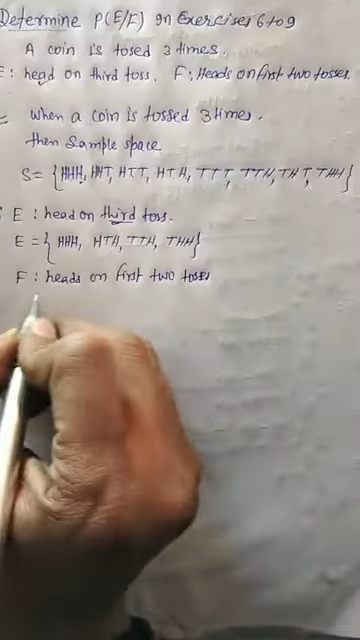 Determine P(E/F) In Exercises 6 to 9
A coin is tosed 3 times.
E: head on third toss. F: Heads on first two tosses
when a coin is tossed 3 times.
then Sample space
S = {HHH, HHT, HTT, HTH, TTT, TTH, THT, THH}
E : head on third toss.
E = {HHH, HTH, TTH, THH}
F : heads on first two tosses.